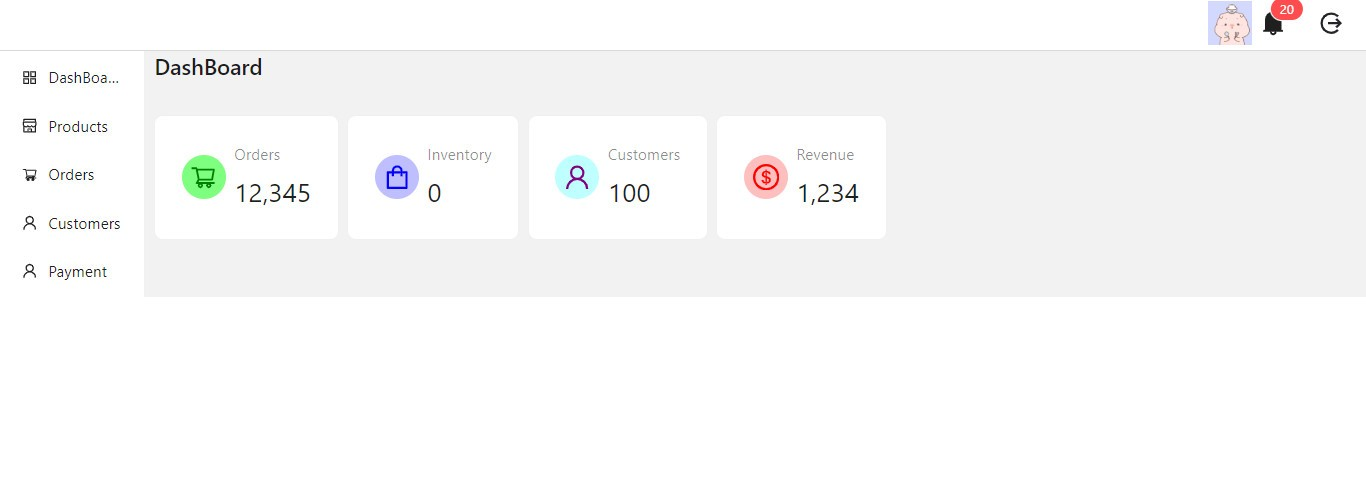 20
DashBoa...
Products
Orders
Customers
Payment
DashBoard
Orders
12,345
Inventory
0
Customers
100
Revenue
1,234